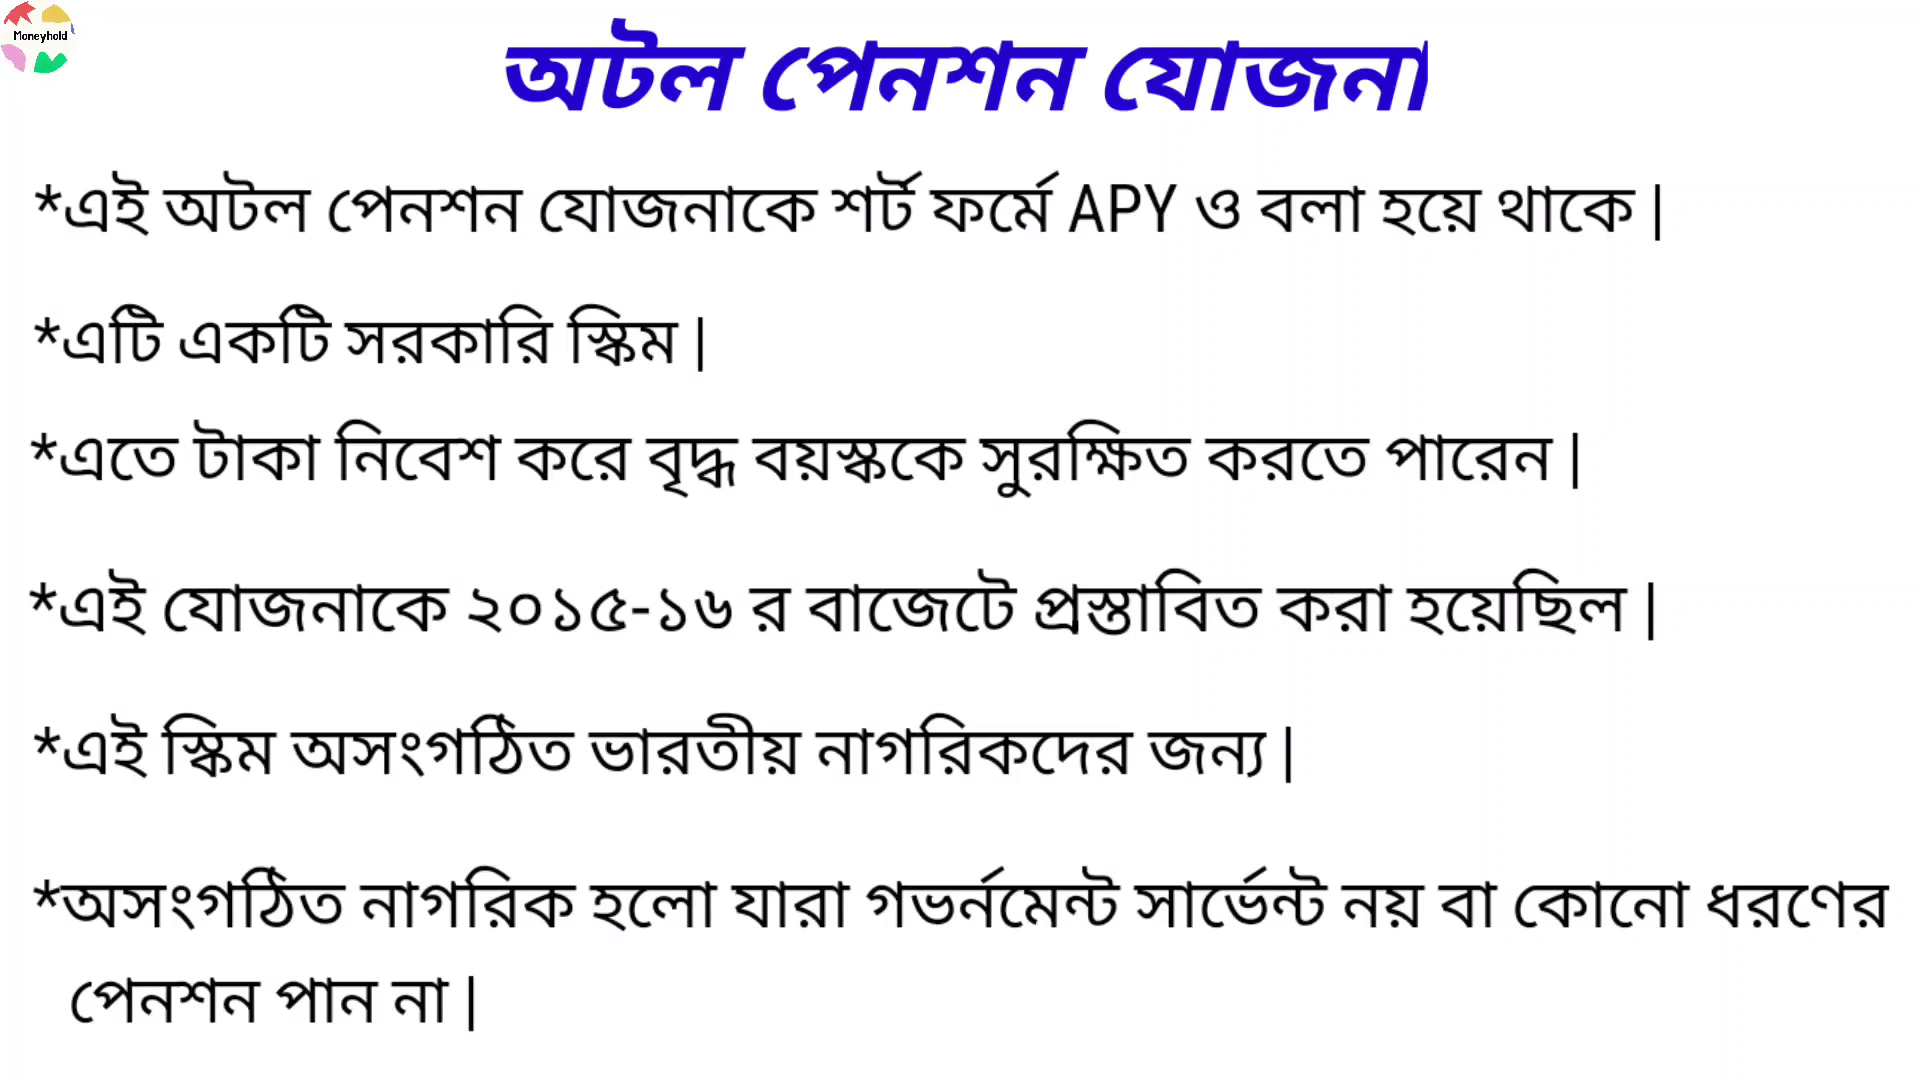 Moneyhold
অটল পেনশন যোজনা
*এই অটল পেনশন যোজনাকে শর্ট ফর্মে APY ও বলা হয়ে থাকে|
*এটি একটি সরকারি স্কিম|
*এতে টাকা নিবেশ করে বৃদ্ধ বয়স্ককে সুরক্ষিত করতে পারেন|
*এই যোজনাকে ২০১৫-১৬ র বাজেটে প্রস্তাবিত করা হয়েছিল|
*এই স্কিম অসংগঠিত ভারতীয় নাগরিকদের জন্য|
*অসংগঠিত নাগরিক হলো যারা গভর্নমেন্ট সার্ভেন্ট নয় বা কোনো ধরণের
পেনশন পান না|